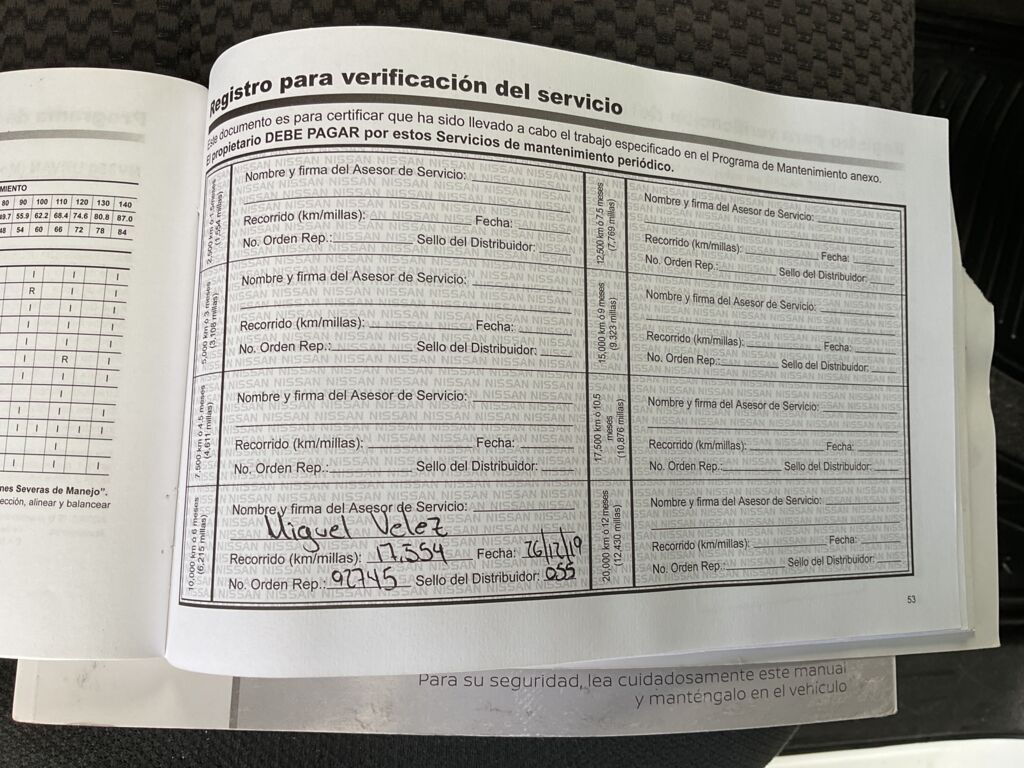 Registro para verificación del servicio
Este documento es para certificar que ha sido llevado a cabo el trabajo especificado en el Programa de Mantenimiento anexo.
El propietario DEBE PAGAR por estos Servicios de mantenimiento periódico.
MIENTO
80 90 100 110 120 130 140
49.7 55.9 62.2 68.4 74.6 80.8 87.0
48 54 60 66 72 78 84
I I I
R I I
I I I
I R I
I I I
I I I I I
nes Severas de Manejo".
ección, alinear y balancear
2,500 km ó 1.5 meses
(1,554 millas)
Nombre y firma del Asesor de Servicio:
Recorrido (km/millas): Fecha:
No. Orden Rep.: Sello del Distribuidor:
5,000 km ó 3 meses
(3,108 millas)
Nombre y firma del Asesor de Servicio:
Recorrido (km/millas): Fecha:
No. Orden Rep.: Sello del Distribuidor:
7,500 km ó 4.5 meses
(4,611 millas)
Nombre y firma del Asesor de Servicio:
Recorrido (km/millas): Fecha:
No. Orden Rep.: Sello del Distribuidor:
10,000 km ó 6 meses
(6,215 millas)
Nombre y firma del Asesor de Servicio:
Miguel Velez
Recorrido (km/millas): 17.554 Fecha: 26/12/19
No. Orden Rep.: 92745 Sello del Distribuidor: 055
12,500 km ó 7.5 meses
(7,769 millas)
Nombre y firma del Asesor de Servicio:
Recorrido (km/millas): Fecha:
No. Orden Rep.: Sello del Distribuidor:
15,000 km ó 9 meses
(9,323 millas)
Nombre y firma del Asesor de Servicio:
Recorrido (km/millas): Fecha:
No. Orden Rep.: Sello del Distribuidor:
17,500 km ó 10.5
meses
(10,876 millas)
Nombre y firma del Asesor de Servicio:
Recorrido (km/millas): Fecha:
No. Orden Rep.: Sello del Distribuidor:
20,000 km ó 12 meses
(12,430 millas)
Nombre y firma del Asesor de Servicio:
Recorrido (km/millas): Fecha:
No. Orden Rep.: Sello del Distribuidor:
53
Para su seguridad, lea cuidadosamente este manual
y manténgalo en el vehículo